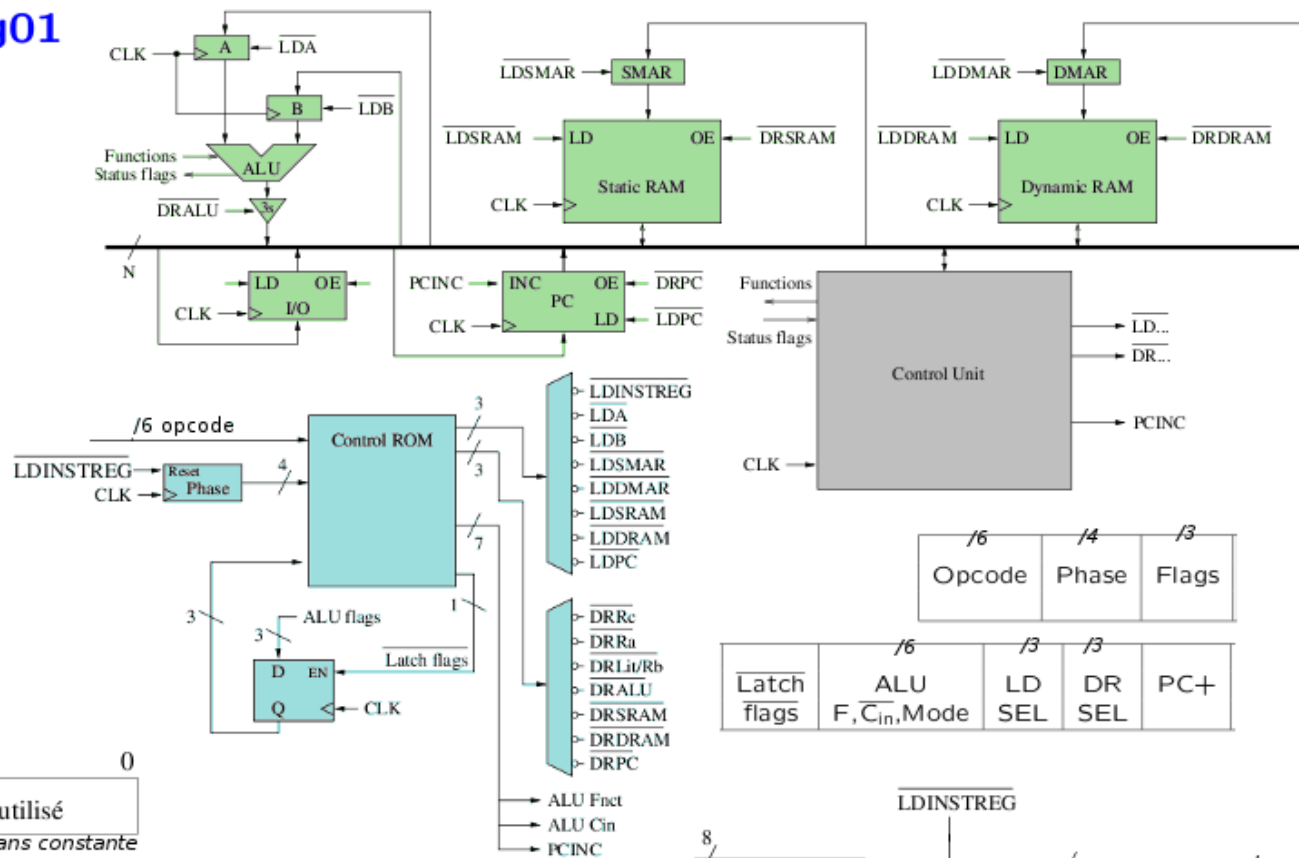 g01
CLK
A
LDA
B
LDB
Functions
Status flags
ALU
DRALU
3s
N
LDSMAR
SMAR
LDSRAM
LD
OE
DRSRAM
Static RAM
CLK
LDDMAR
DMAR
LDDRAM
LD
OE
DRDRAM
Dynamic RAM
CLK
LD
OE
I/O
CLK
PCINC
INC
OE
DRPC
PC
CLK
LD
LDPC
Functions
Status flags
Control Unit
CLK
LD...
DR...
PCINC
/6 opcode
Control ROM
LDINSTREG
Reset
Phase
CLK
4
3
3
7
1
3
ALU flags
3
Latch flags
D
EN
Q
CLK
LDINSTREG
LDA
LDB
LDSMAR
LDDMAR
LDSRAM
LDDRAM
LDPC
DRRc
DRRa
DRLit/Rb
DRALU
DRSRAM
DRDRAM
DRPC
ALU Fnct
ALU Cin
PCINC
/6 /4 /3
Opcode Phase Flags
/6 /3 /3
Latch flags
ALU F,Cin,Mode
LD SEL
DR SEL
PC+
0
utilisé
ans constante
LDINSTREG
8